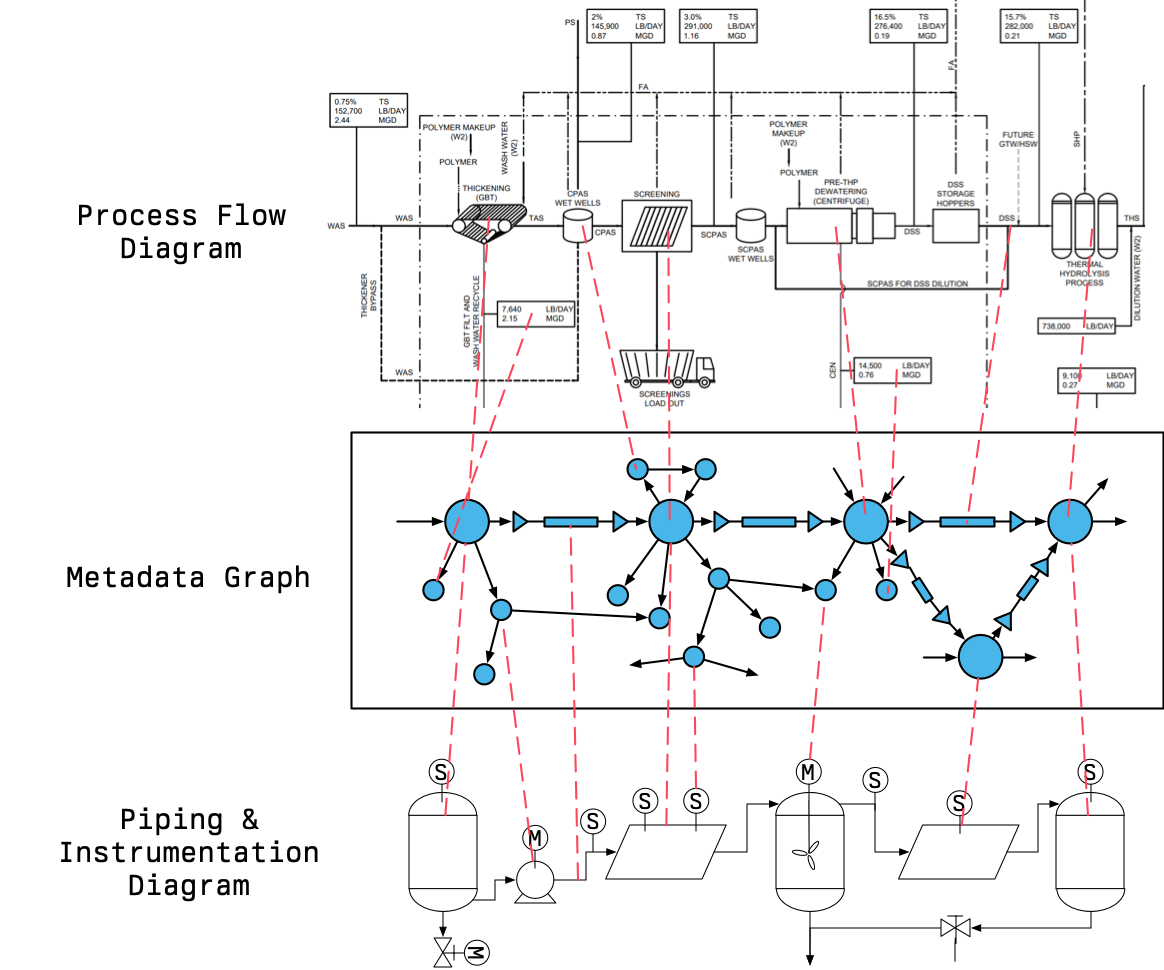 PS
2% TS
145,900 LB/DAY
0.87 MGD
3.0% TS
291,000 LB/DAY
1.16 MGD
16.5% TS
276,400 LB/DAY
0.19 MGD
15.7% TS
282,000 LB/DAY
0.21 MGD
FA
FA
0.75% TS
152,700 LB/DAY
2.44 MGD
POLYMER MAKEUP
(W2)
POLYMER
WASH WATER
(W2)
POLYMER
MAKEUP
(W2)
POLYMER
FUTURE
GTW/HSW
SHP
THICKENING
(GBT)
CPAS
WET WELLS
SCREENING
PRE-THP
DEWATERING
(CENTRIFUGE)
DSS
STORAGE
HOPPERS
Process Flow
Diagram
WAS
WAS
TAS
CPAS
SCPAS
SCPAS
WET WELLS
DSS
DSS
THS
THERMAL
HYDROLYSIS
PROCESS
DILUTION WATER (W2)
THICKENER
BYPASS
GBT FILT AND
WASH WATER RECYCLE
SCPAS FOR DSS DILUTION
7,640 LB/DAY
2.15 MGD
738,000 LB/DAY
WAS
CEN
14,500 LB/DAY
0.76 MGD
9,100 LB/DAY
0.27 MGD
SCREENINGS
LOAD OUT
Metadata Graph
Piping &
Instrumentation
Diagram
S
M
S
S
S
M
S
S
S
M